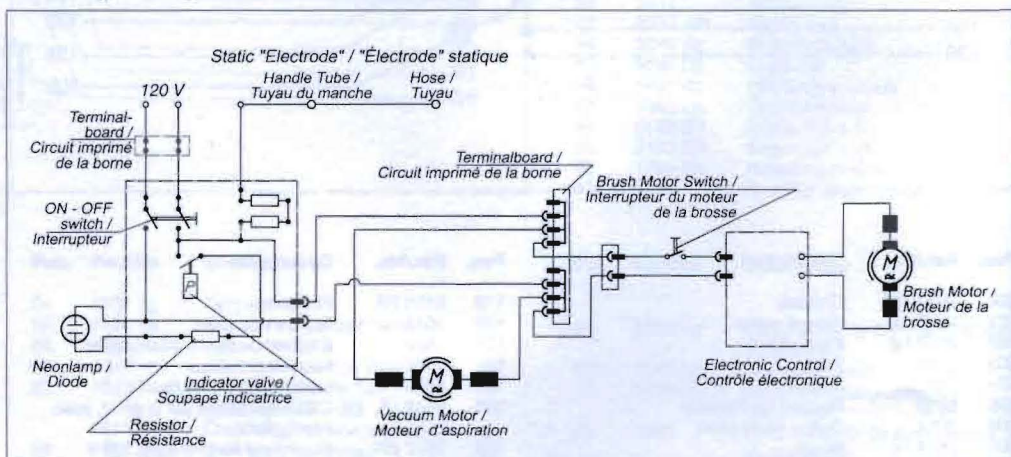 Static "Electrode" / "Électrode" statique
120 V
Handle Tube /
Tuyau du manche
Hose /
Tuyau
Terminal-
board /
Circuit imprimé
de la borne
Terminalboard /
Circuit imprimé de la borne
Brush Motor Switch /
Interrupteur du moteur
de la brosse
ON - OFF
switch /
Interrupteur
P
M
M
Brush Motor /
Moteur de la
brosse
Neonlamp /
Diode
Indicator valve /
Soupape indicatrice
Electronic Control /
Contrôle électronique
Resistor /
Résistance
Vacuum Motor /
Moteur d'aspiration